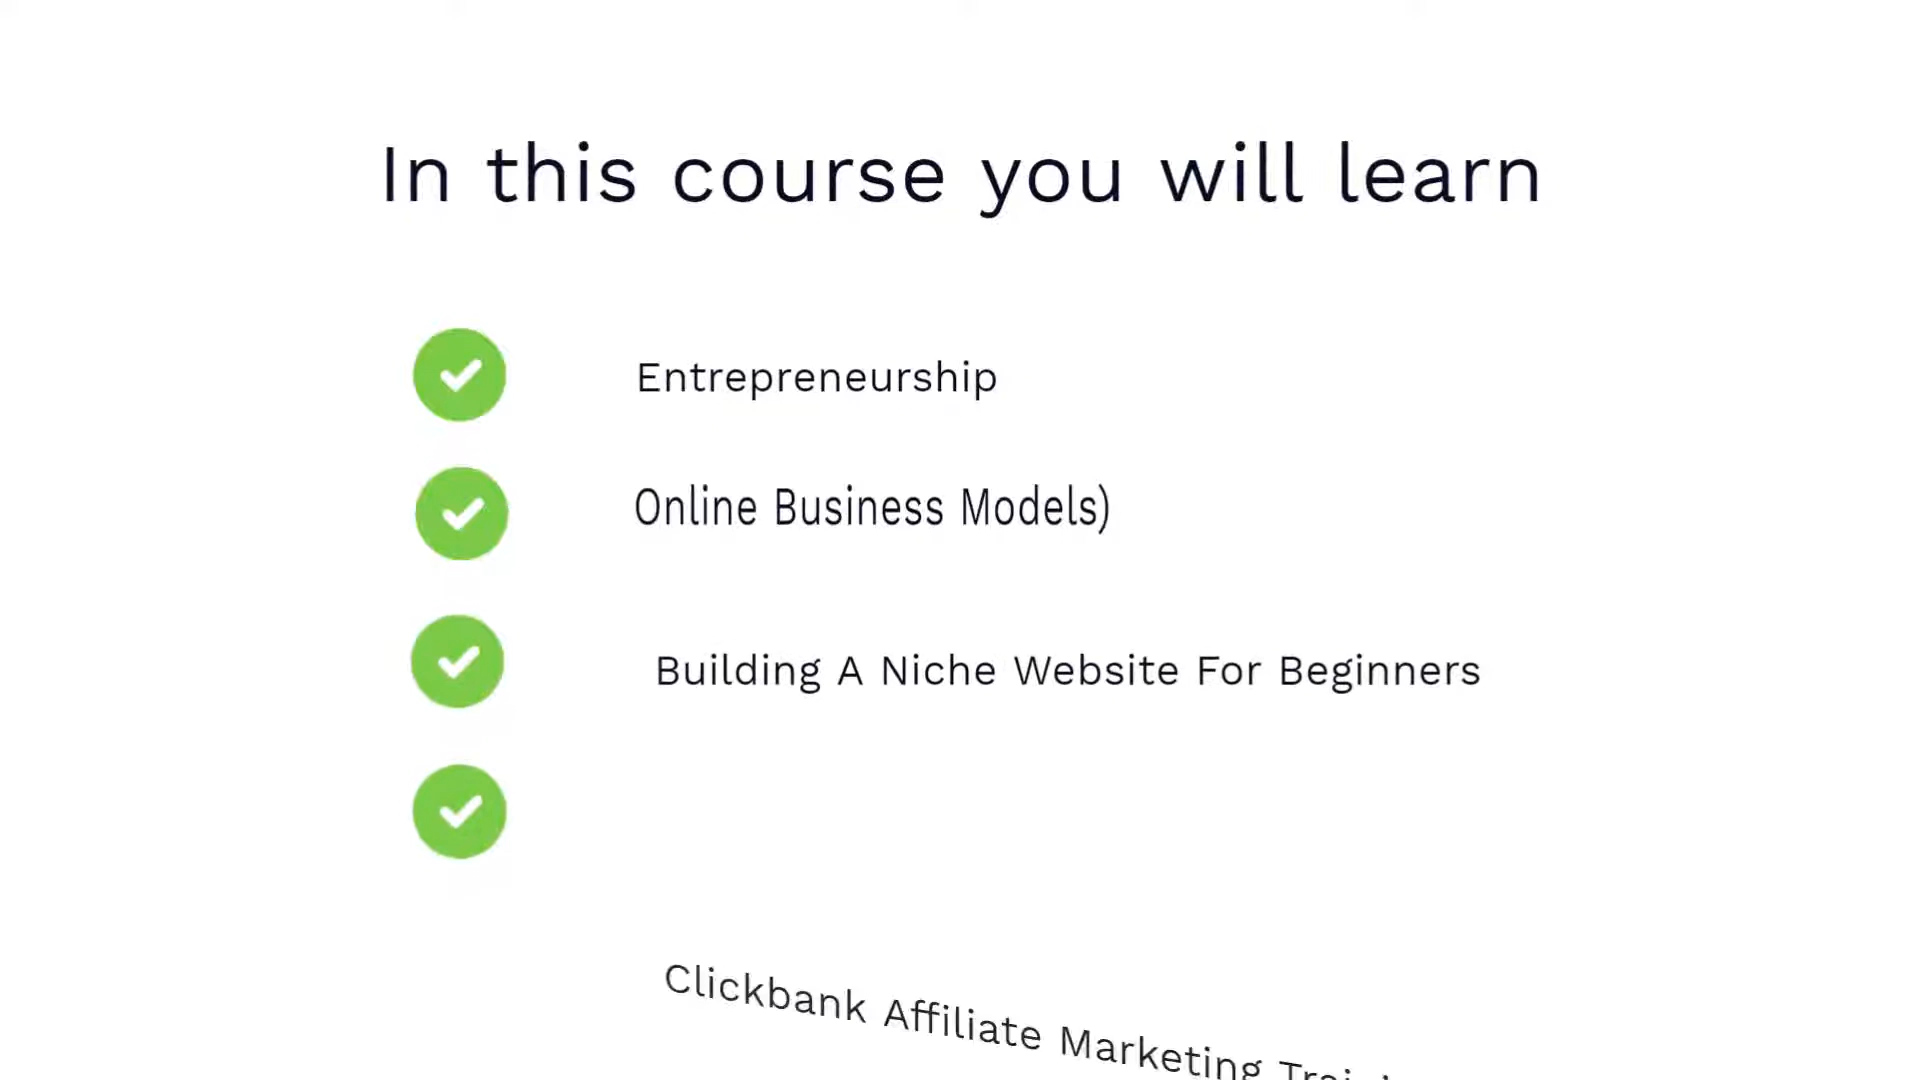 In this course you will learn
Entrepreneurship
Online Business Models)
Building A Niche Website For Beginners
Clickbank Affiliate Marketing